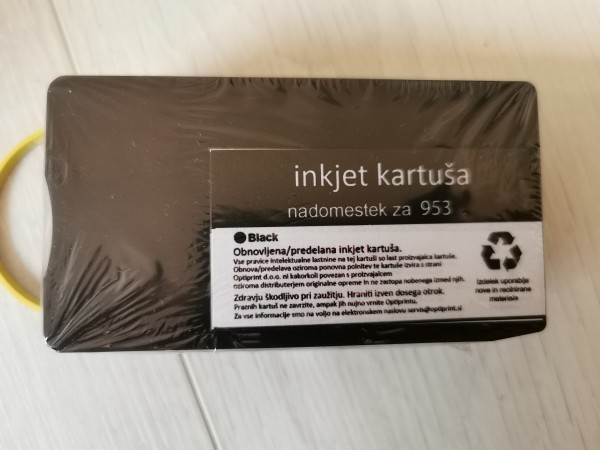 inkjet kartuša
nadomestek za 953
Black
Obnovljena/predelana inkjet kartuša.
Vse pravice intelektualne lastnine na tej kartuši so last proizvajalca kartuše.
Obnova/predelava oziroma ponovna polnitev te kartuše izvira s strani
Optiprint d.o.o. ni kakorkoli povezan s proizvajalcem
oziroma distributerjem originalne opreme in ne zastopa nobenega izmed njih.
Zdravju škodljivo pri zaužitju. Hraniti izven dosega otrok.
Praznih kartuš ne zavrzite, ampak jih nujno vrnite Optiprintu.
Za vse informacije smo na voljo na elektronskem naslovu servis@optiprint.si
Izdelek uporablja
nove in reciklirane
materiale